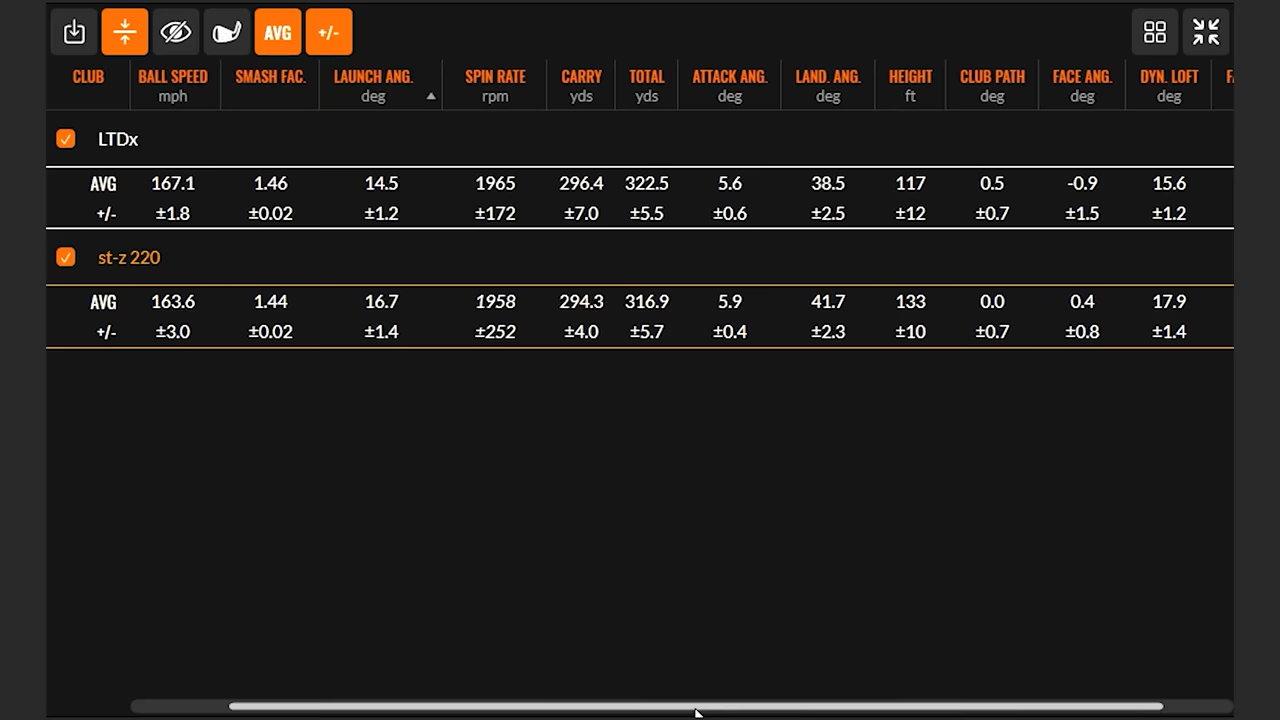 AVG +/-
CLUB BALL SPEED SMASH FAC. LAUNCH ANG. SPIN RATE CARRY TOTAL ATTACK ANG. LAND. ANG. HEIGHT CLUB PATH FACE ANG. DYN. LOFT
mph deg rpm yds yds deg deg ft deg deg deg
LTDx
AVG 167.1 1.46 14.5 1965 296.4 322.5 5.6 38.5 117 0.5 -0.9 15.6
+/- ±1.8 ±0.02 ±1.2 ±172 ±7.0 ±5.5 ±0.6 ±2.5 ±12 ±0.7 ±1.5 ±1.2
st-z 220
AVG 163.6 1.44 16.7 1958 294.3 316.9 5.9 41.7 133 0.0 0.4 17.9
+/- ±3.0 ±0.02 ±1.4 ±252 ±4.0 ±5.7 ±0.4 ±2.3 ±10 ±0.7 ±0.8 ±1.4